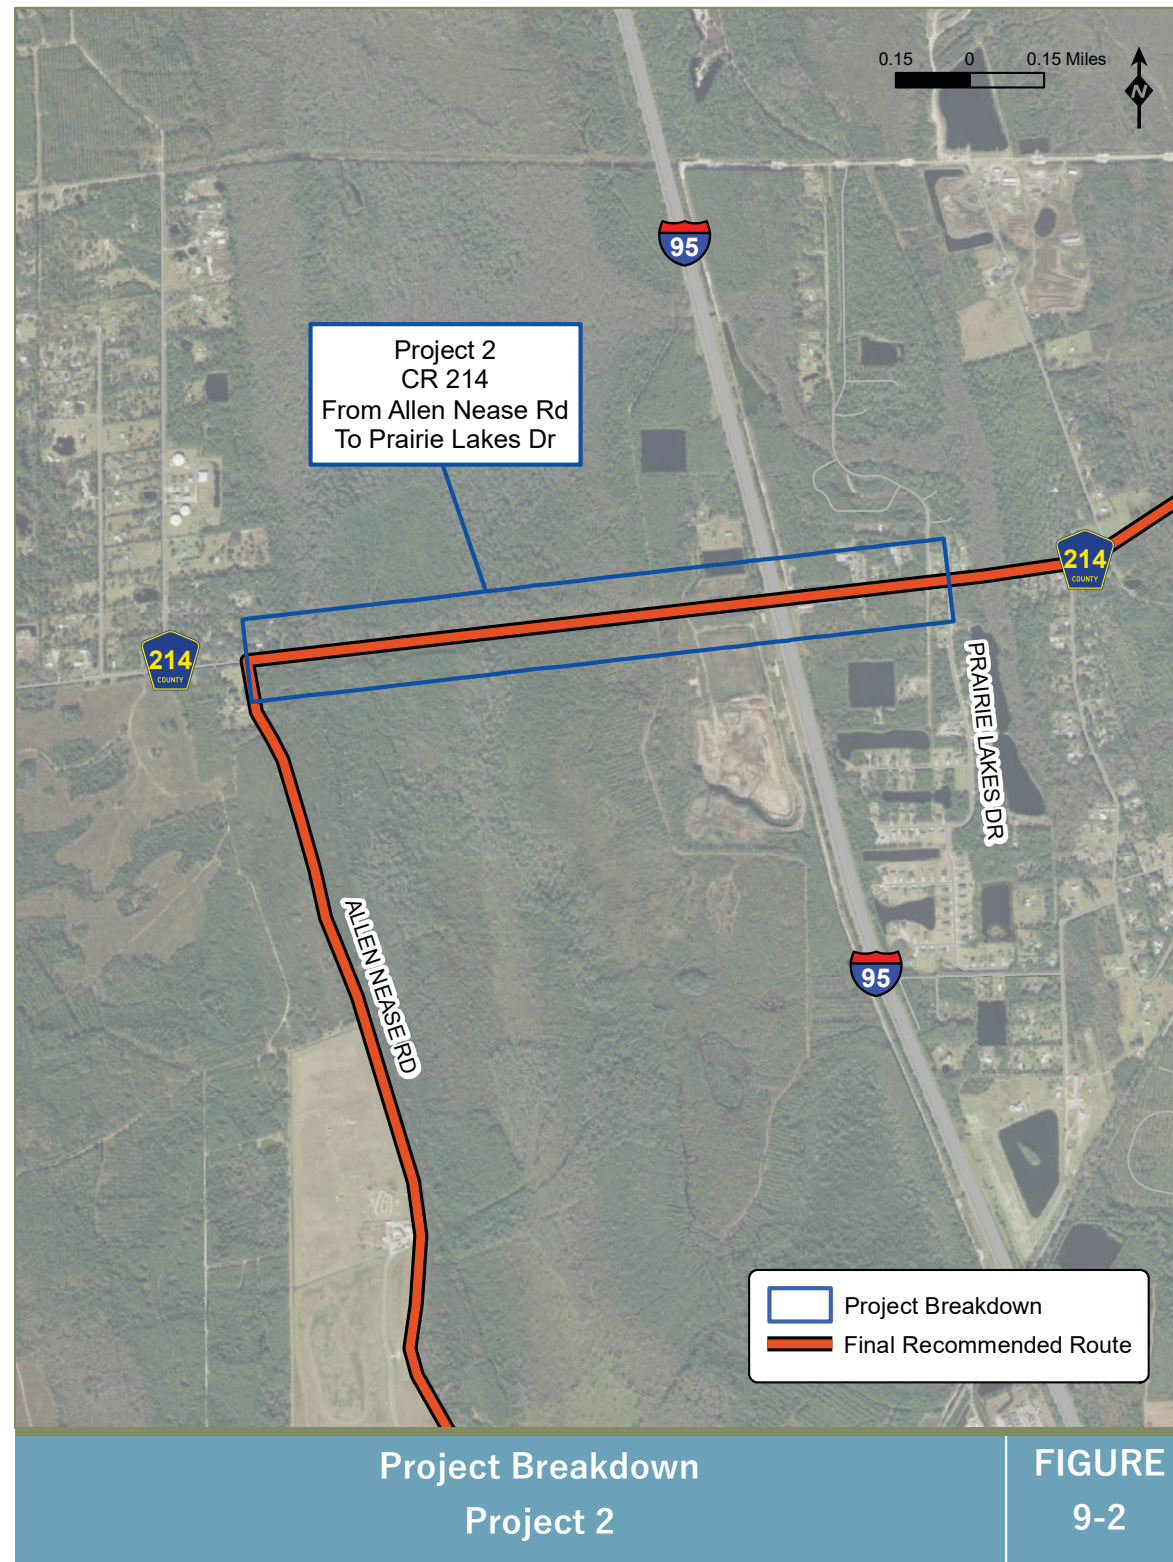 0.15 0 0.15 Miles
N
95
Project 2
CR 214
From Allen Nease Rd
To Prairie Lakes Dr
214
COUNTY
214
COUNTY
PRAIRIE LAKES DR
ALLEN NEASE RD
95
Project Breakdown
Final Recommended Route
Project Breakdown
Project 2
FIGURE
9-2